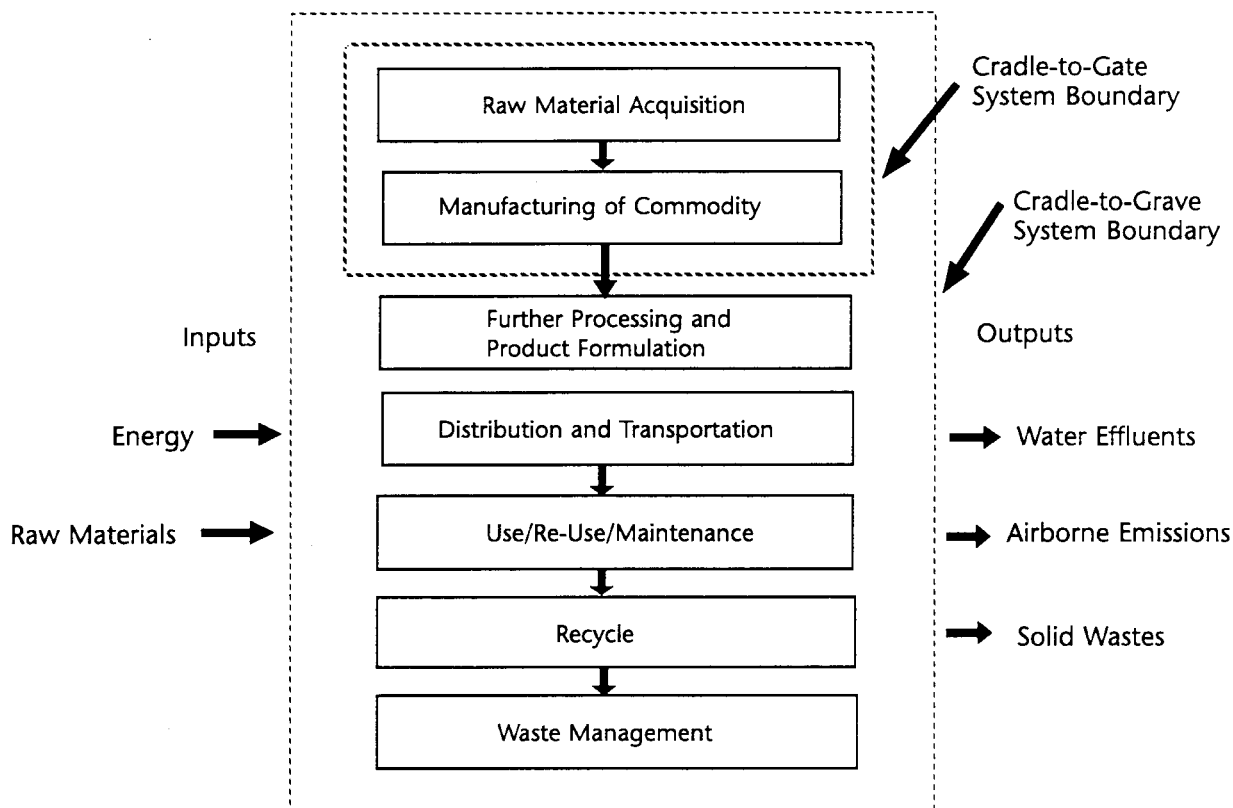 Raw Material Acquisition
Manufacturing of Commodity
Further Processing and
Product Formulation
Distribution and Transportation
Use/Re-Use/Maintenance
Recycle
Waste Management
Inputs
Energy
Raw Materials
Cradle-to-Gate
System Boundary
Cradle-to-Grave
System Boundary
Outputs
Water Effluents
Airborne Emissions
Solid Wastes